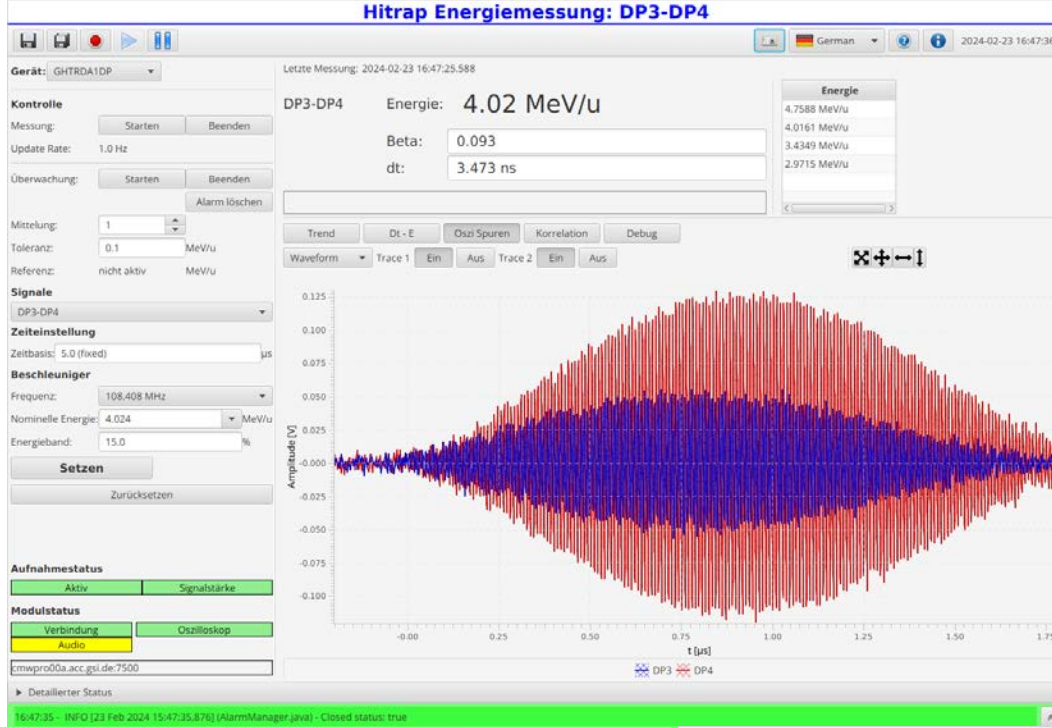 Hitrap Energiemessung: DP3-DP4
German 2024-02-23 16:47:36
Gerät: GHTRDA1DP
Kontrolle
Messung: Starten Beenden
Update Rate: 1.0 Hz
Überwachung: Starten Beenden
Alarm löschen
Mittelung: 1
Toleranz: 0.1 MeV/u
Referenz: nicht aktiv MeV/u
Signale
DP3-DP4
Zeiteinstellung
Zeitbasis: 5.0 (fixed) µs
Beschleuniger
Frequenz: 108.408 MHz
Nominelle Energie: 4.024 MeV/u
Energieband: 15.0 %
Setzen
Zurücksetzen
Aufnahmestatus
Aktiv Signalstärke
Modulstatus
Verbindung Oszilloskop
Audio
cmwpro00a.acc.gsi.de:7500
Letzte Messung: 2024-02-23 16:47:25.588
DP3-DP4 Energie: 4.02 MeV/u
Beta: 0.093
dt: 3.473 ns
Energie
4.7588 MeV/u
4.0161 MeV/u
3.4349 MeV/u
2.9715 MeV/u
Trend Dt - E Oszi Spuren Korrelation Debug
Waveform Trace 1 Ein Aus Trace 2 Ein Aus
Amplitude [V]
0.125
0.100
0.075
0.050
0.025
-0.000
-0.025
-0.050
-0.075
-0.100
-0.00 0.25 0.50 0.75 1.00 1.25 1.50 1.75
t [µs]
DP3 DP4
Detaillierter Status
16:47:35 - INFO [23 Feb 2024 15:47:35,876] (AlarmManager.java) - Closed status: true